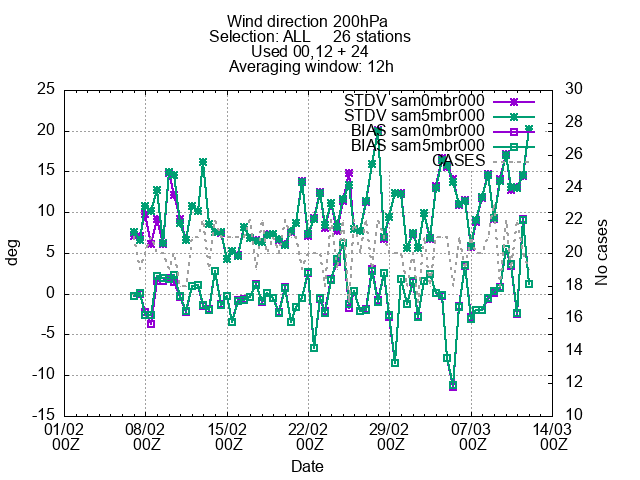 Wind direction 200hPa
Selection: ALL 26 stations
Used 00,12 + 24
Averaging window: 12h
25
20
15
10
5
0
-5
-10
-15
deg
30
28
26
24
22
20
18
16
14
12
10
No cases
STDV sam0mbr000
STDV sam5mbr000
BIAS sam0mbr000
BIAS sam5mbr000
CASES
01/02 08/02 15/02 22/02 29/02 07/03 14/03
00Z 00Z 00Z 00Z 00Z 00Z 00Z
Date